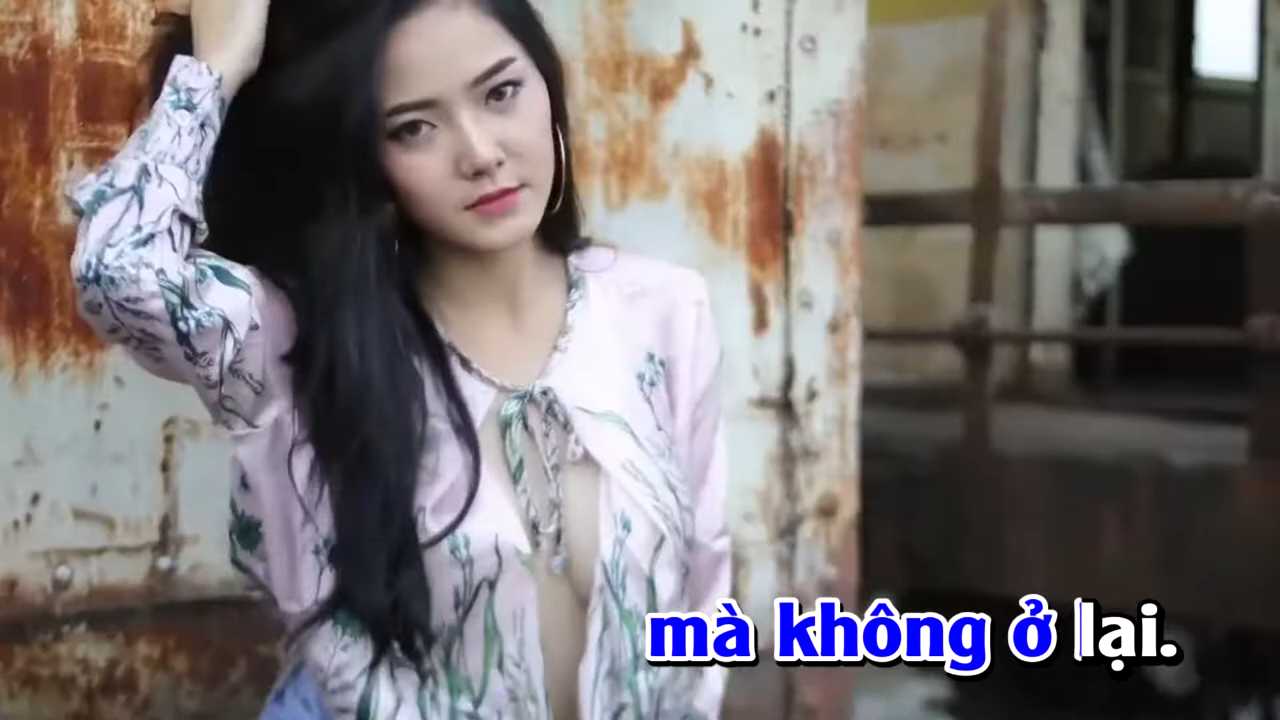 mà không ở lại.